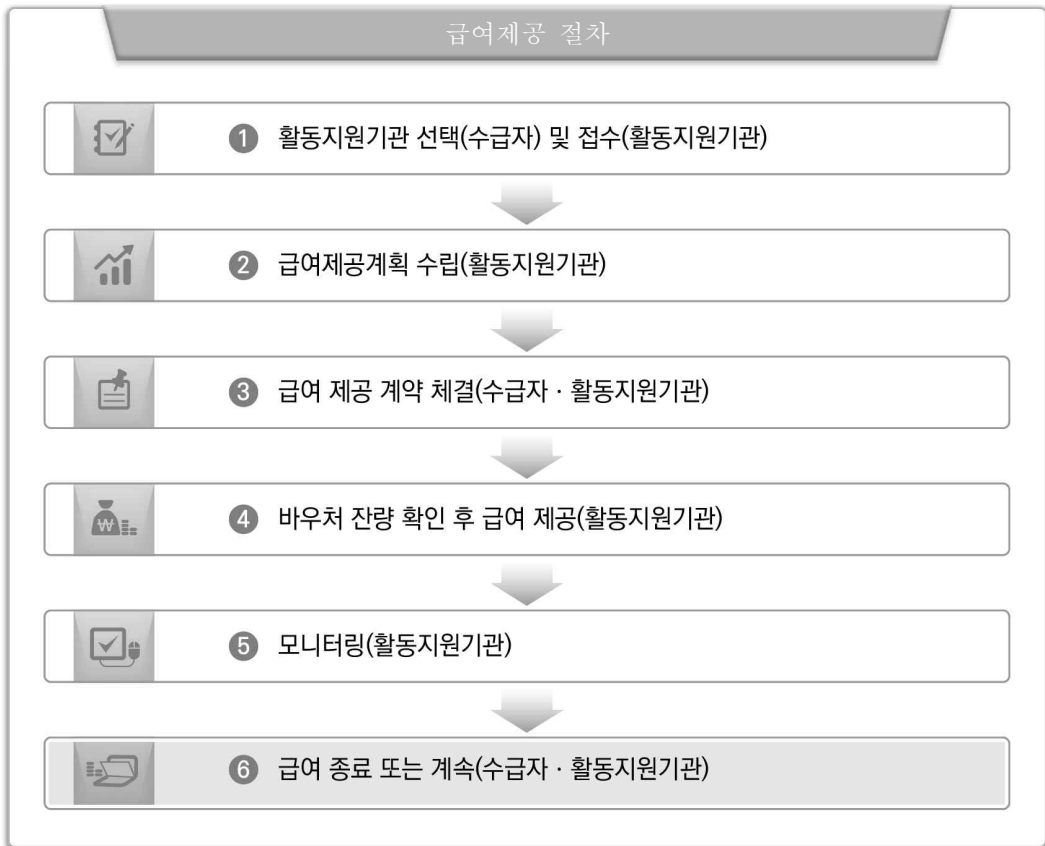 급여제공 절차
❶ 활동지원기관 선택(수급자) 및 접수(활동지원기관)
❷ 급여제공계획 수립(활동지원기관)
❸ 급여 제공 계약 체결(수급자 · 활동지원기관)
❹ 바우처 잔량 확인 후 급여 제공(활동지원기관)
❺ 모니터링(활동지원기관)
❻ 급여 종료 또는 계속(수급자 · 활동지원기관)